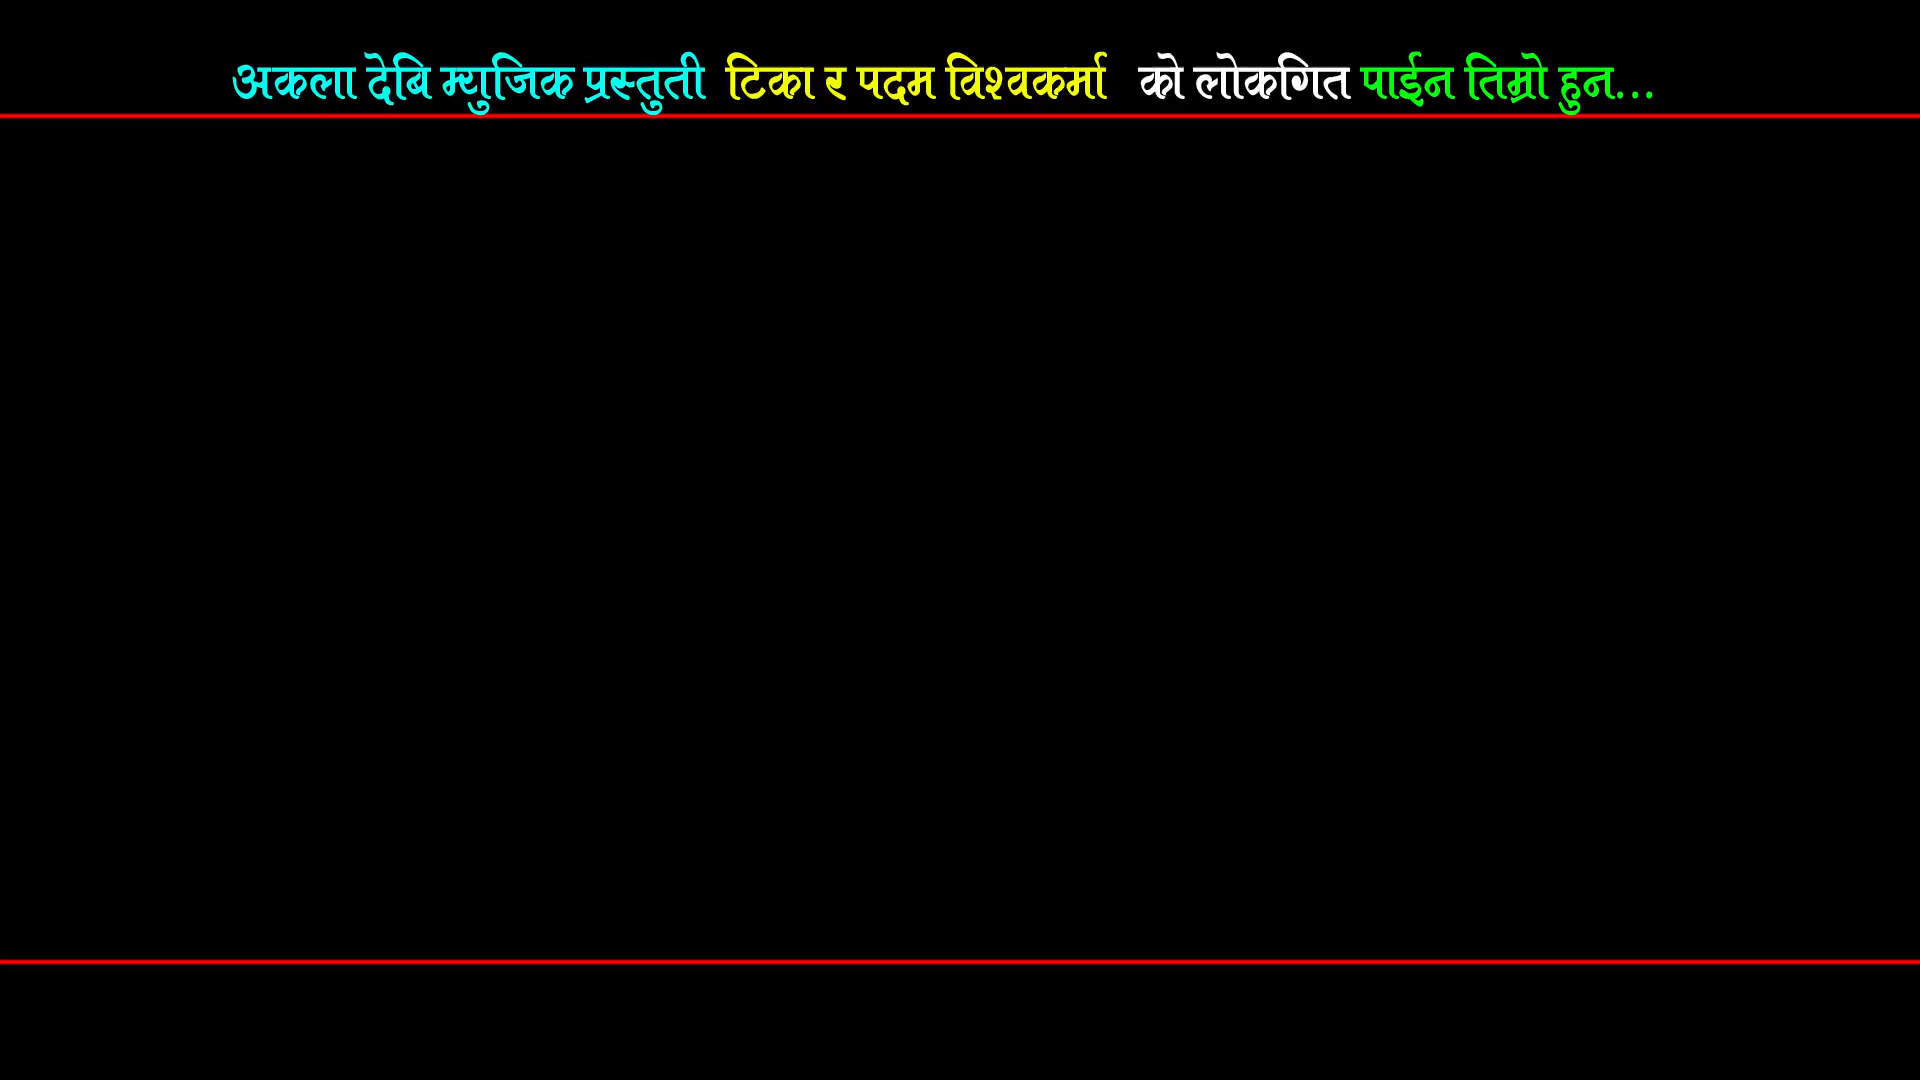 अकला देबि म्युजिक प्रस्तुती टिका र पदम विश्वकर्मा को लोकगित पाईन तिम्रो हुन...